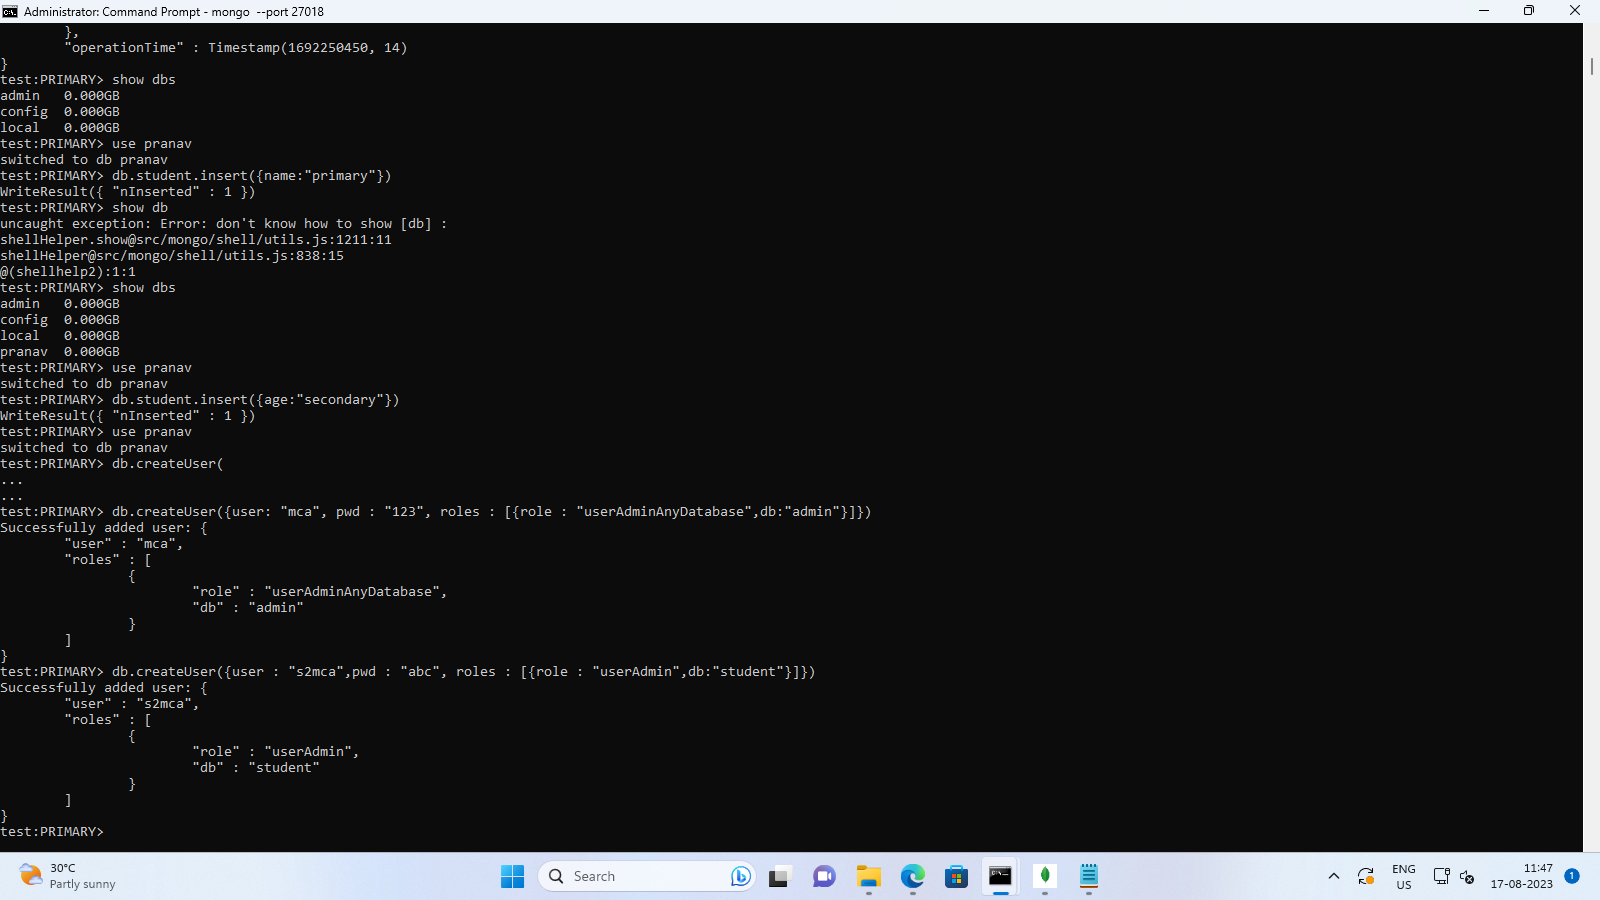 Administrator: Command Prompt - mongo  --port 27018
        },
        "operationTime" : Timestamp(1692250450, 14)
}
test:PRIMARY> show dbs
admin   0.000GB
config  0.000GB
local   0.000GB
test:PRIMARY> use pranav
switched to db pranav
test:PRIMARY> db.student.insert({name:"primary"})
WriteResult({ "nInserted" : 1 })
test:PRIMARY> show db
uncaught exception: Error: don't know how to show [db] :
shellHelper.show@src/mongo/shell/utils.js:1211:11
shellHelper@src/mongo/shell/utils.js:838:15
@(shellhelp2):1:1
test:PRIMARY> show dbs
admin   0.000GB
config  0.000GB
local   0.000GB
pranav  0.000GB
test:PRIMARY> use pranav
switched to db pranav
test:PRIMARY> db.student.insert({age:"secondary"})
WriteResult({ "nInserted" : 1 })
test:PRIMARY> use pranav
switched to db pranav
test:PRIMARY> db.createUser(
...
...
test:PRIMARY> db.createUser({user: "mca", pwd : "123", roles : [{role : "userAdminAnyDatabase",db:"admin"}]})
Successfully added user: {
        "user" : "mca",
        "roles" : [
                {
                        "role" : "userAdminAnyDatabase",
                        "db" : "admin"
                }
        ]
}
test:PRIMARY> db.createUser({user : "s2mca",pwd : "abc", roles : [{role : "userAdmin",db:"student"}]})
Successfully added user: {
        "user" : "s2mca",
        "roles" : [
                {
                        "role" : "userAdmin",
                        "db" : "student"
                }
        ]
}
test:PRIMARY>
30°C
Partly sunny
Search
ENG
US
11:47
17-08-2023
1